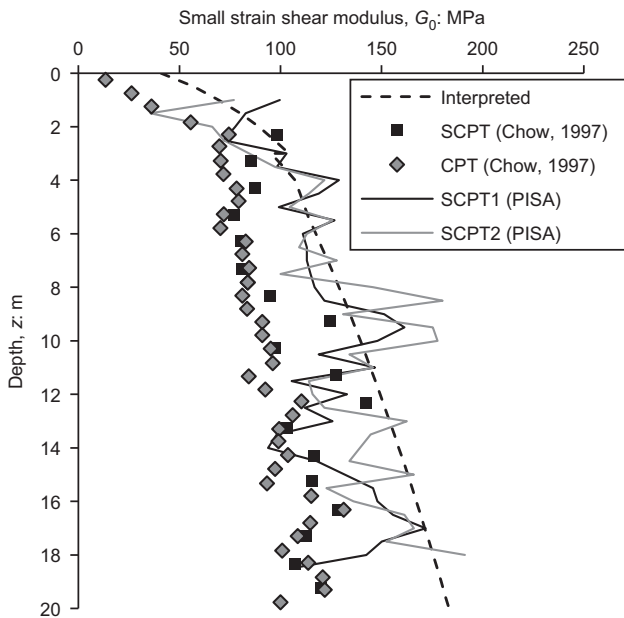 Small strain shear modulus, G0: MPa
0 50 100 150 200 250
0
2
4
6
8
10
12
14
16
18
20
Depth, z: m
Interpreted
SCPT (Chow, 1997)
CPT (Chow, 1997)
SCPT1 (PISA)
SCPT2 (PISA)